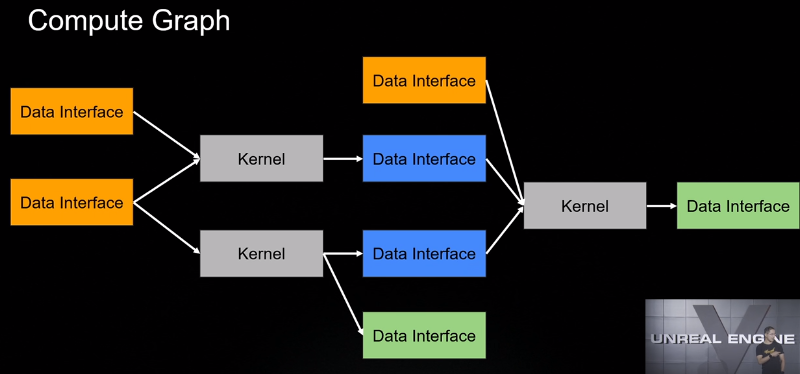 Compute Graph
Data Interface
Data Interface
Kernel
Kernel
Data Interface
Data Interface
Data Interface
Data Interface
Kernel
Data Interface
UNREAL ENGINE